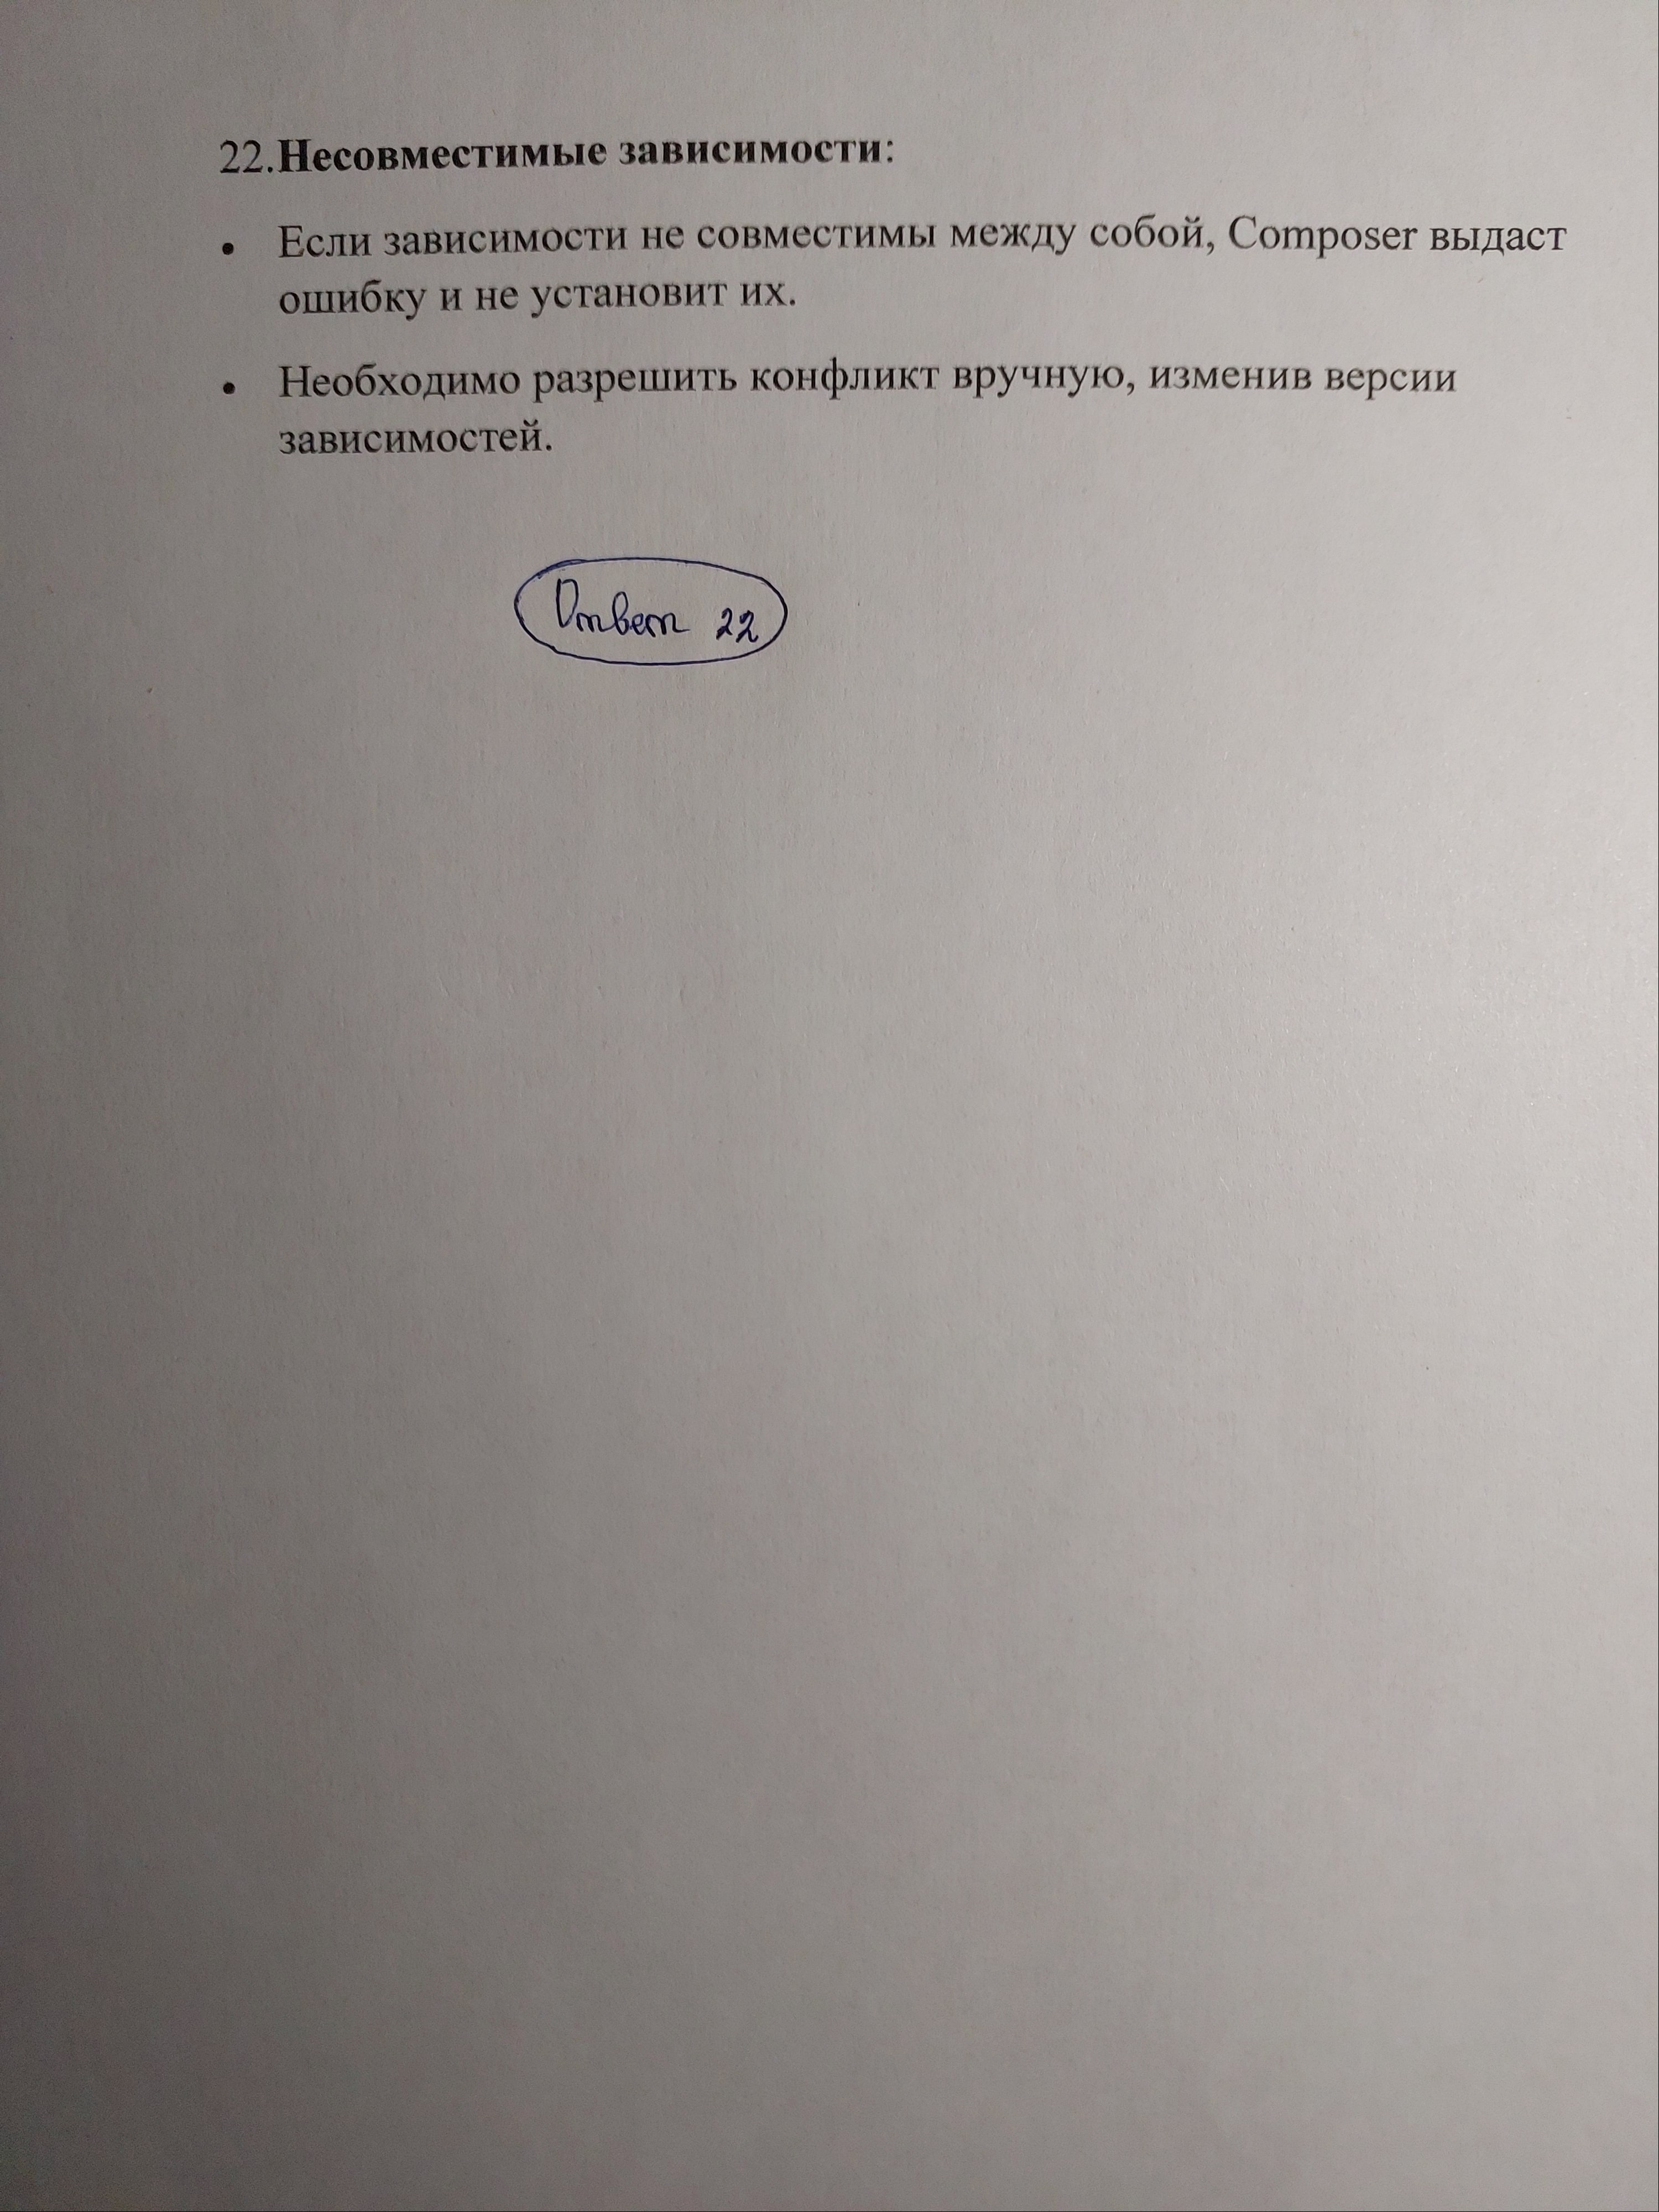 22.Несовместимые зависимости:
• Если зависимости не совместимы между собой, Composer выдаст
ошибку и не установит их.
• Необходимо разрешить конфликт вручную, изменив версии
зависимостей.
Ответ 22